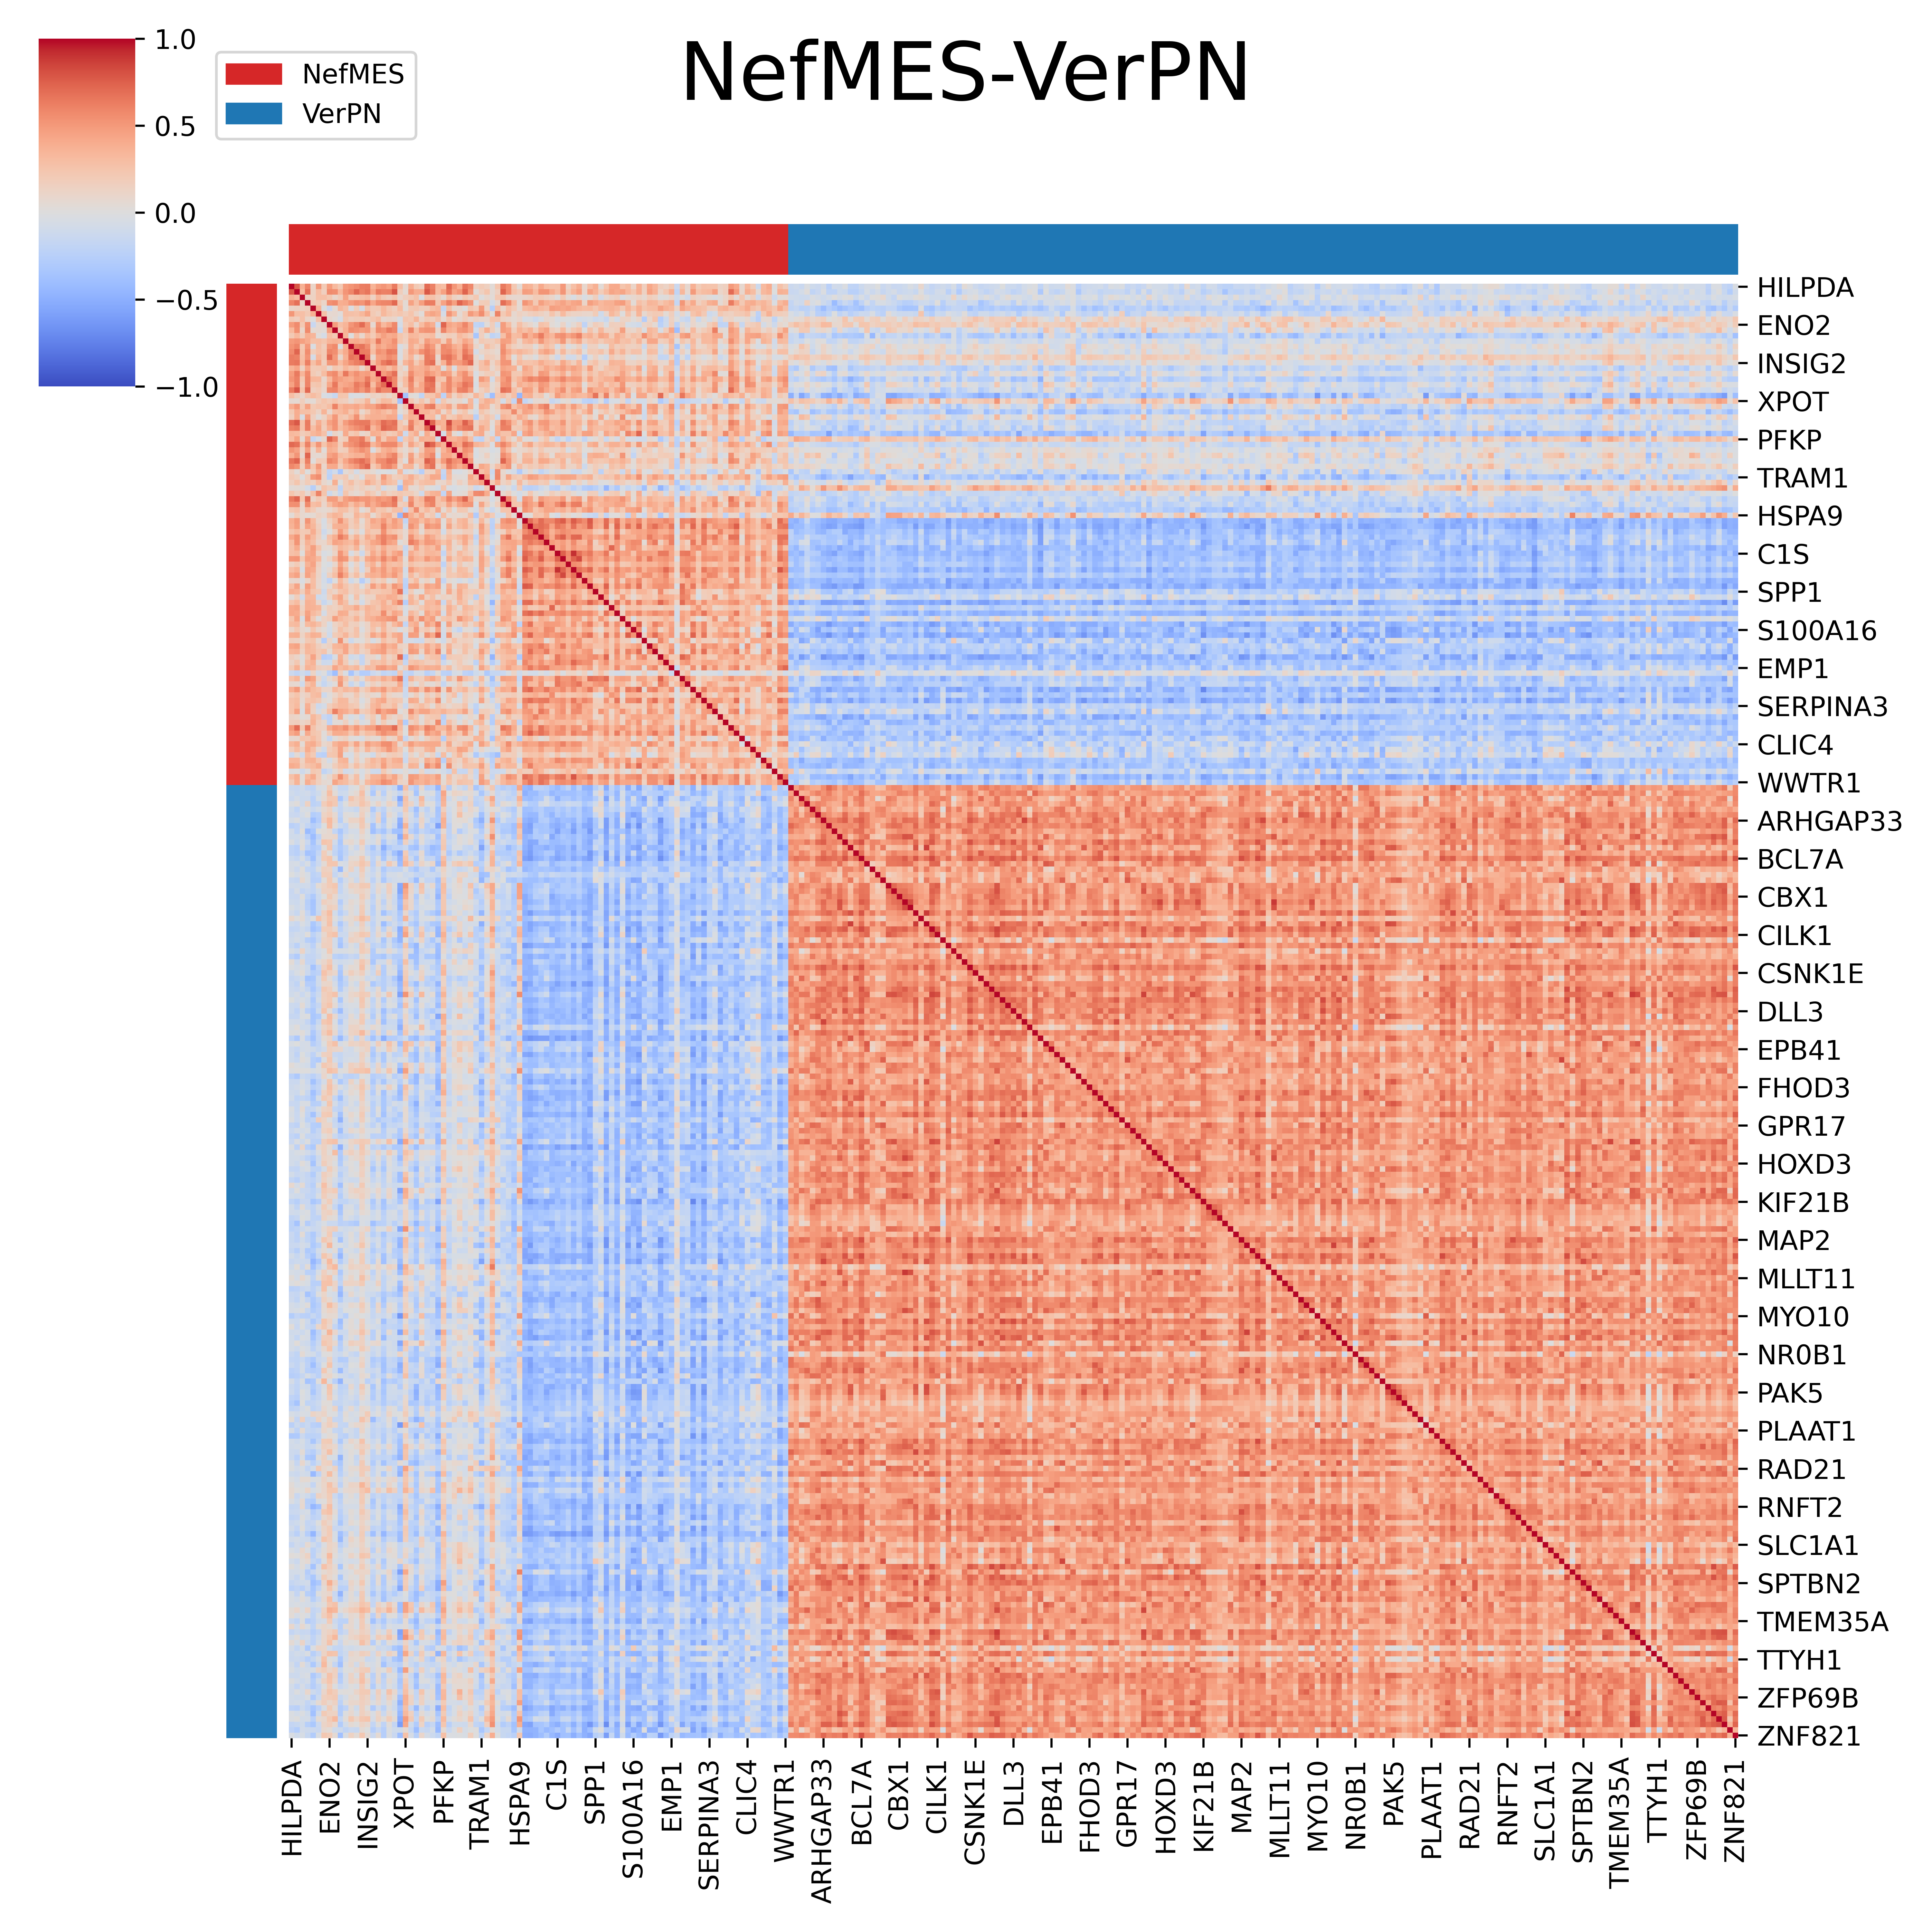 NefMES-VerPN
1.0
0.5
0.0
−0.5
−1.0
NefMES
VerPN
HILPDA
ENO2
INSIG2
XPOT
PFKP
TRAM1
HSPA9
C1S
SPP1
S100A16
EMP1
SERPINA3
CLIC4
WWTR1
ARHGAP33
BCL7A
CBX1
CILK1
CSNK1E
DLL3
EPB41
FHOD3
GPR17
HOXD3
KIF21B
MAP2
MLLT11
MYO10
NR0B1
PAK5
PLAAT1
RAD21
RNFT2
SLC1A1
SPTBN2
TMEM35A
TTYH1
ZFP69B
ZNF821
HILPDA
ENO2
INSIG2
XPOT
PFKP
TRAM1
HSPA9
C1S
SPP1
S100A16
EMP1
SERPINA3
CLIC4
WWTR1
ARHGAP33
BCL7A
CBX1
CILK1
CSNK1E
DLL3
EPB41
FHOD3
GPR17
HOXD3
KIF21B
MAP2
MLLT11
MYO10
NR0B1
PAK5
PLAAT1
RAD21
RNFT2
SLC1A1
SPTBN2
TMEM35A
TTYH1
ZFP69B
ZNF821